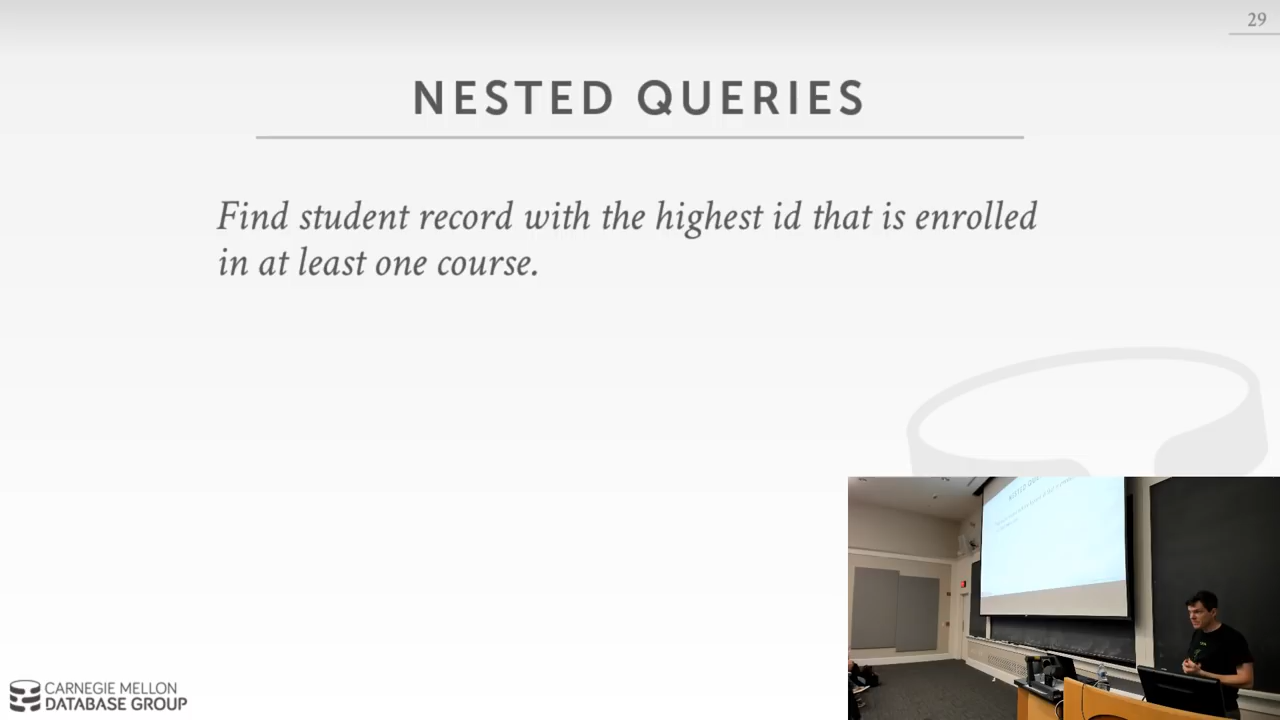 29
NESTED QUERIES
Find student record with the highest id that is enrolled
in at least one course.
CARNEGIE MELLON
DATABASE GROUP